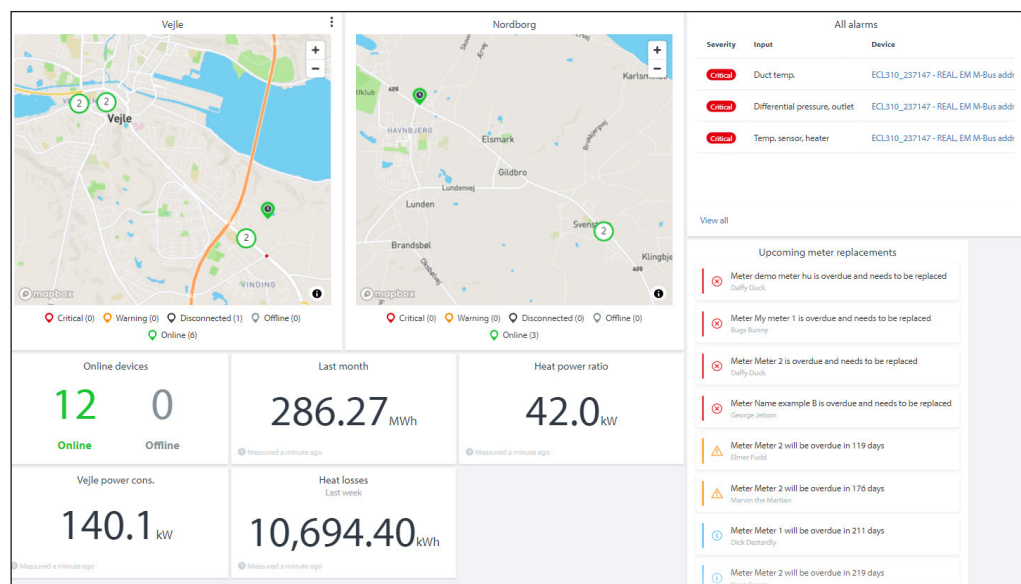 Vejle
+
−
2
2
Vejle
2
VINDING
mapbox
Critical (0) Warning (0) Disconnected (1) Offline (0)
Online (6)
Nordborg
+
−
405
HAVNBJERG
Elsmark
Gildbro
Lundenvej
Lunden
Brandsbøl
2
405
mapbox
Critical (0) Warning (0) Disconnected (0) Offline (0)
Online (3)
All alarms
Severity Input Device
Critical Duct temp. ECL310_237147 - REAL, EM M-Bus addr
Critical Differential pressure, outlet ECL310_237147 - REAL, EM M-Bus addr
Critical Temp. sensor, heater ECL310_237147 - REAL, EM M-Bus addr
View all
Online devices
12 0
Online Offline
Last month
286.27 MWh
Measured a minute ago
Heat power ratio
42.0 kW
Measured a minute ago
Vejle power cons.
140.1 kW
Measured a minute ago
Heat losses
Last week
10,694.40 kWh
Measured a minute ago
Upcoming meter replacements
Meter demo meter hu is overdue and needs to be replaced
Daffy Duck
Meter My meter 1 is overdue and needs to be replaced
Bugs Bunny
Meter Meter 2 is overdue and needs to be replaced
Daffy Duck
Meter Name example B is overdue and needs to be replaced
George Jetson
Meter Meter 2 will be overdue in 119 days
Elmer Fudd
Meter Meter 2 will be overdue in 176 days
Marvin the Martian
Meter Meter 1 will be overdue in 211 days
Dick Dastardly
Meter Meter 2 will be overdue in 219 days